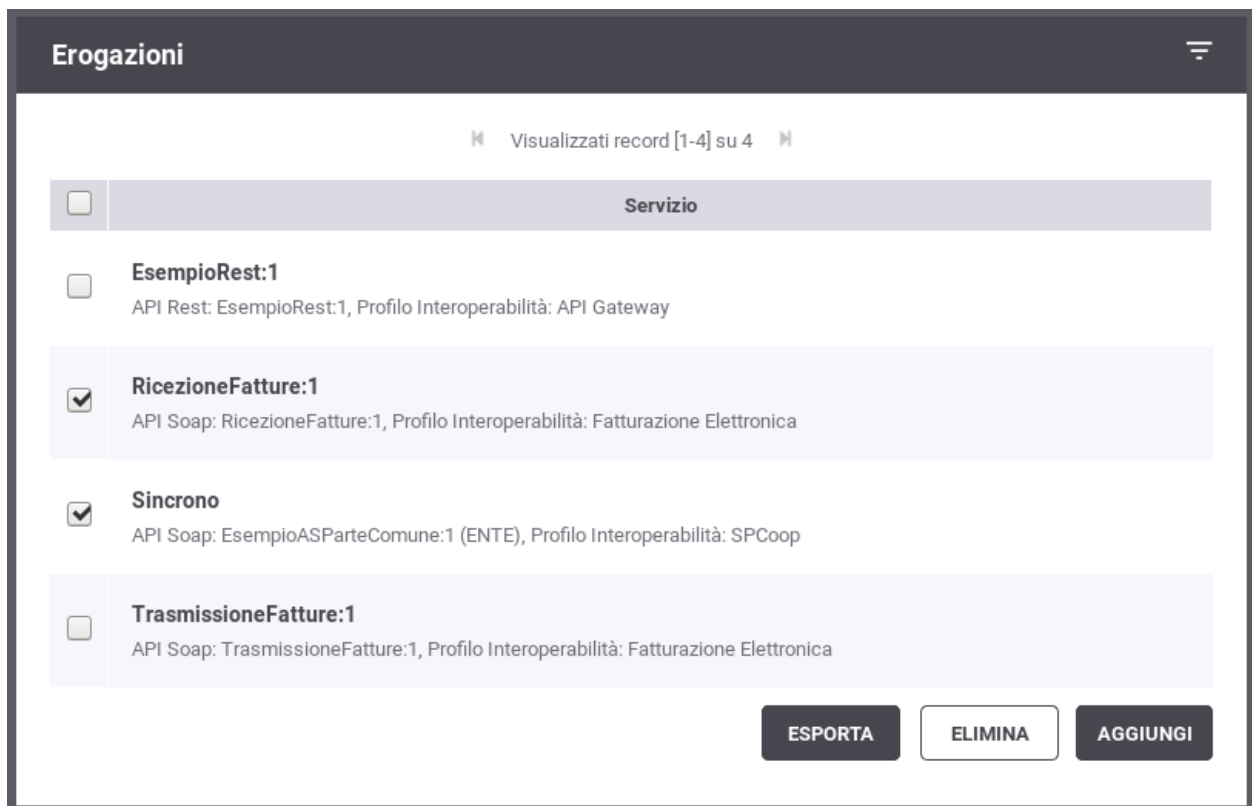 Erogazioni
Visualizzati record [1-4] su 4
Servizio
EsempioRest:1
API Rest: EsempioRest:1, Profilo Interoperabilità: API Gateway
RicezioneFatture:1
API Soap: RicezioneFatture:1, Profilo Interoperabilità: Fatturazione Elettronica
Sincrono
API Soap: EsempioASParteComune:1 (ENTE), Profilo Interoperabilità: SPCoop
TrasmissioneFatture:1
API Soap: TrasmissioneFatture:1, Profilo Interoperabilità: Fatturazione Elettronica
ESPORTA ELIMINA AGGIUNGI